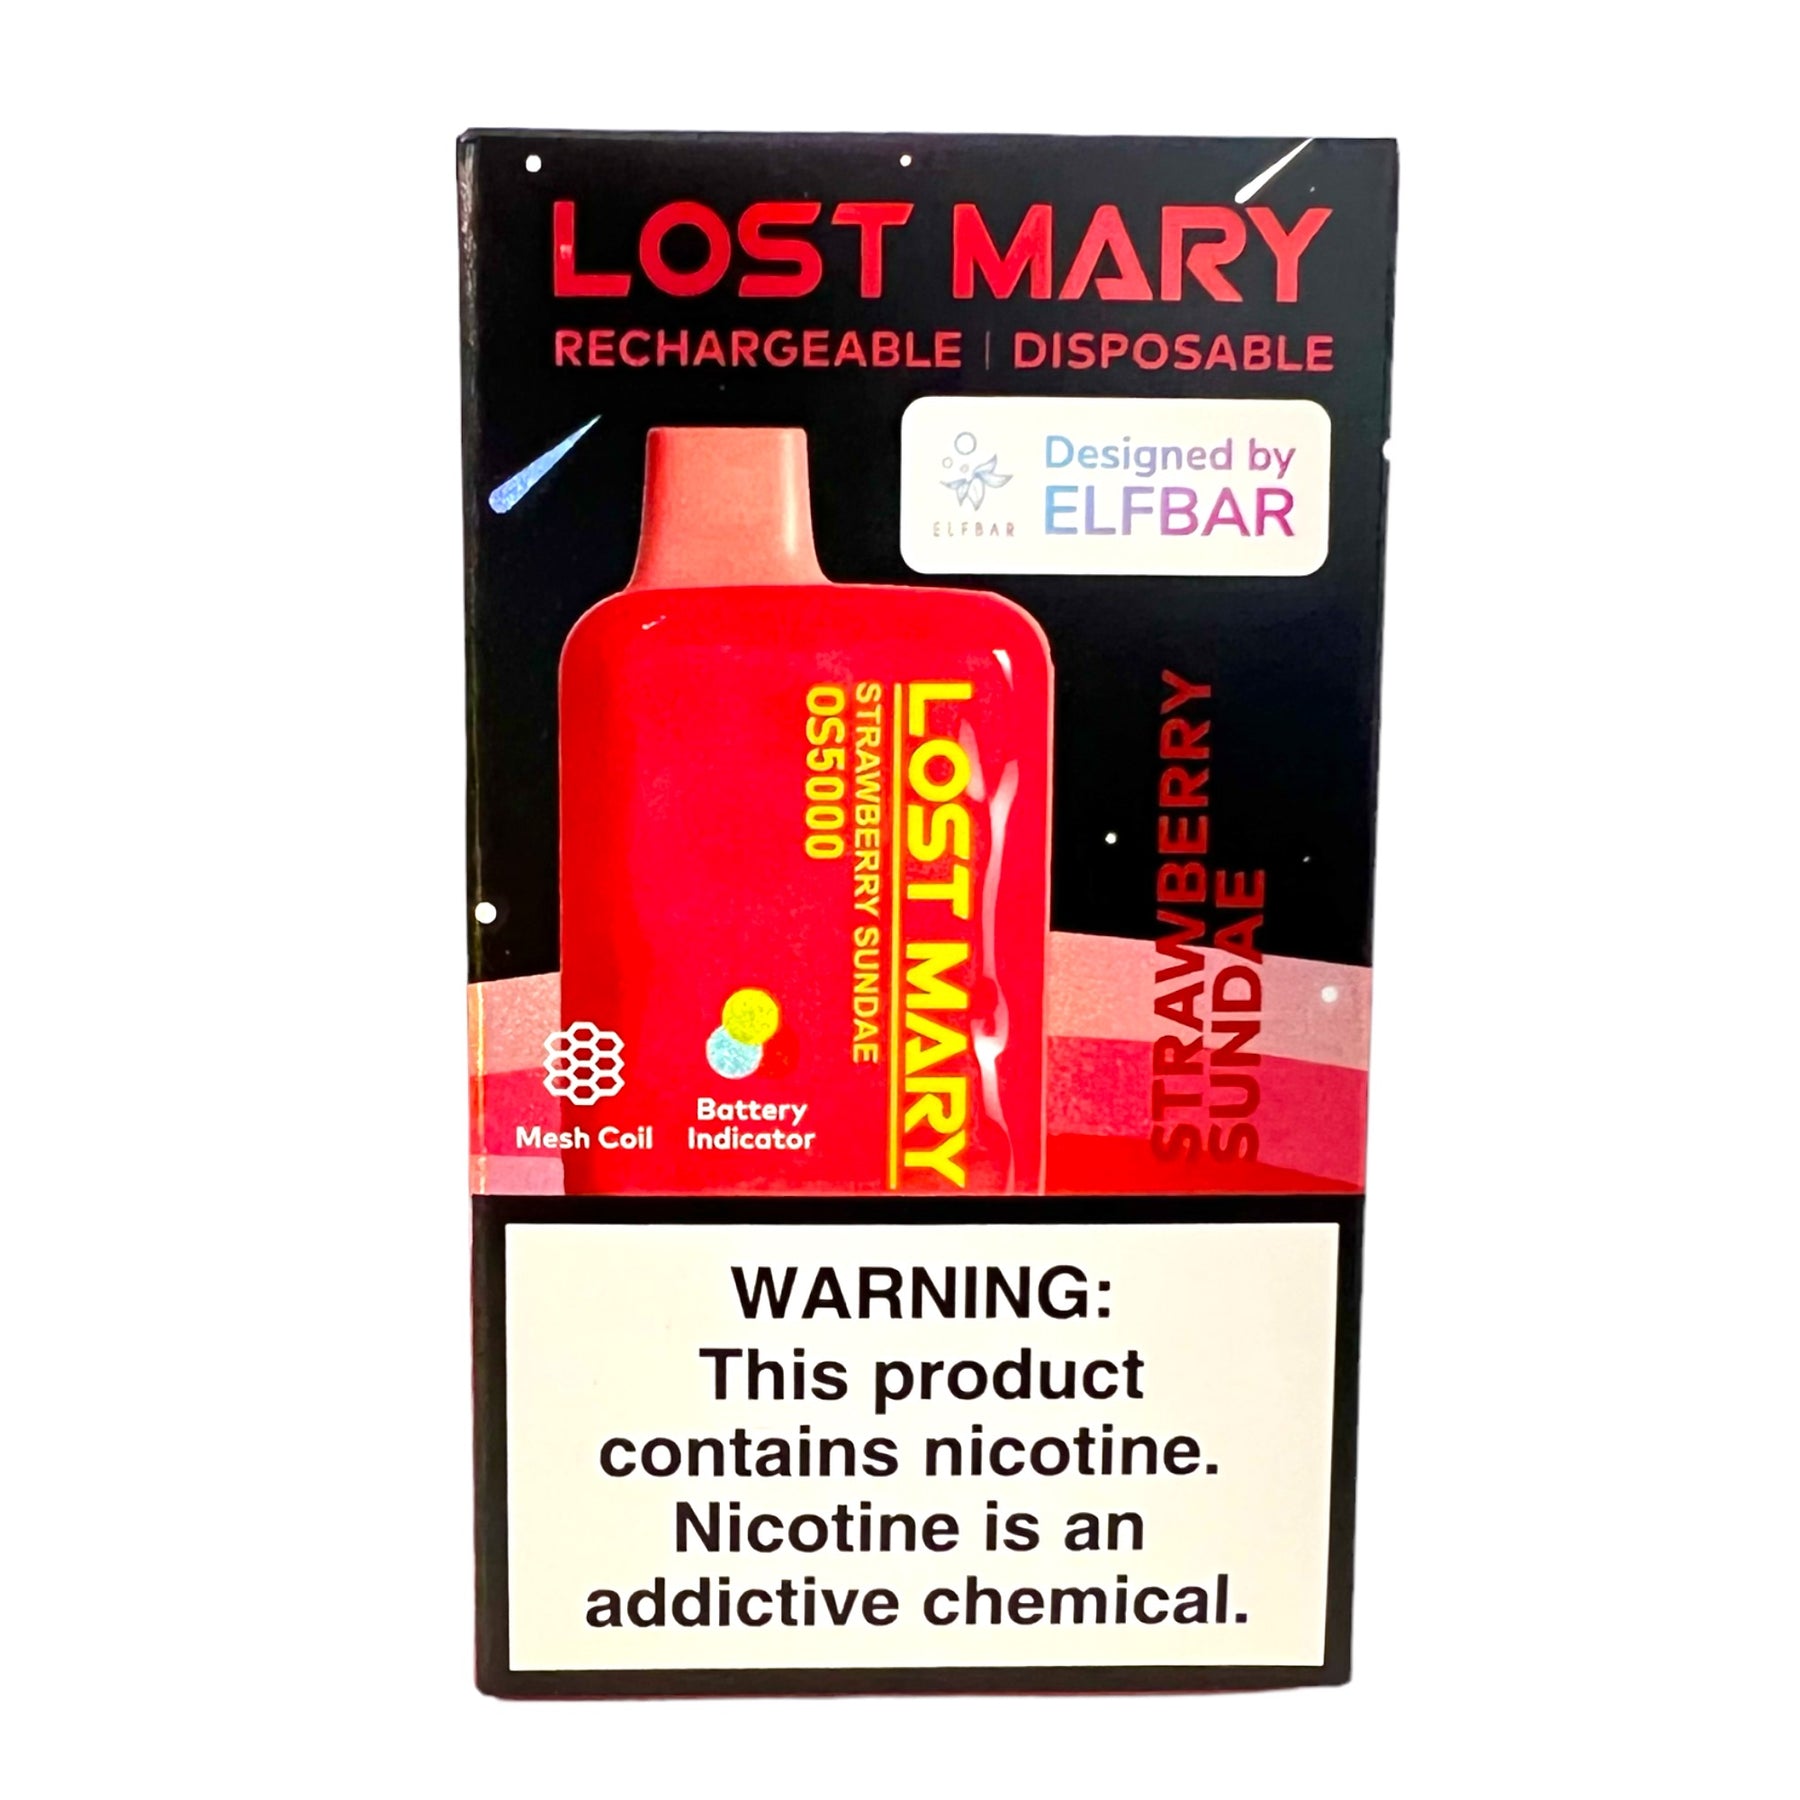 LOST MARY
RECHARGEABLE | DISPOSABLE
ELFBAR
Designed by
ELFBAR
LOST MARY
STRAWBERRY SUNDAE
OS5000
STRAWBERRY
SUNDAE
Mesh Coil
Battery
Indicator
WARNING:
This product
contains nicotine.
Nicotine is an
addictive chemical.